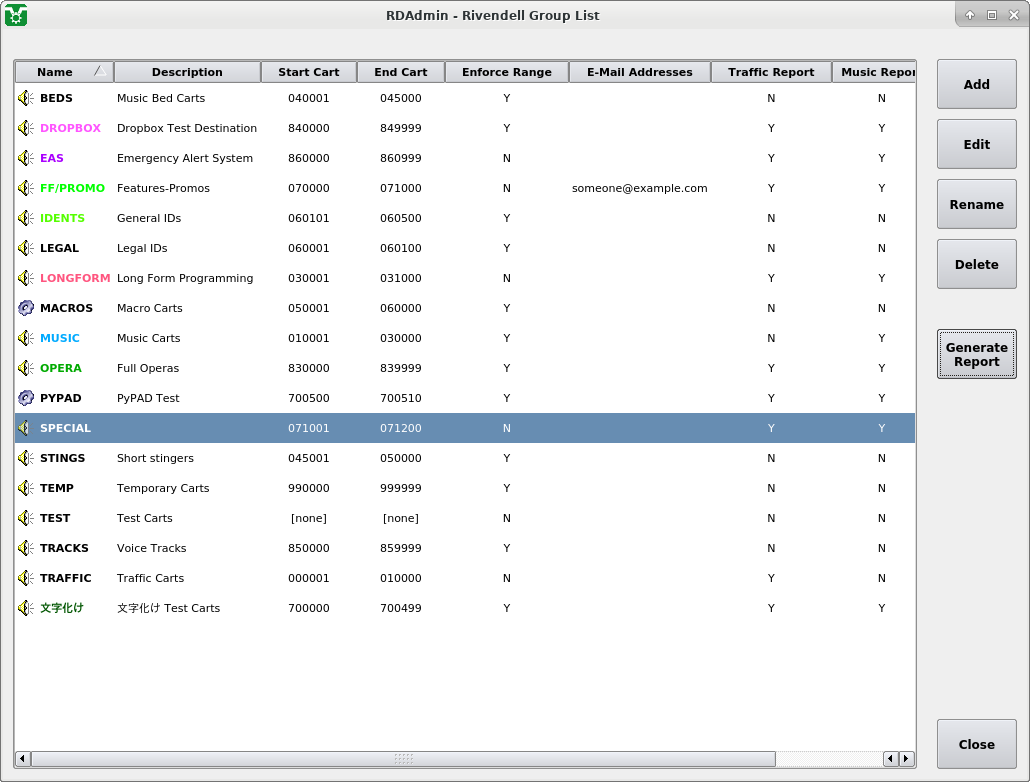 RDAdmin - Rivendell Group List
Name Description Start Cart End Cart Enforce Range E-Mail Addresses Traffic Report Music Repor
BEDS Music Bed Carts 040001 045000 Y N N
DROPBOX Dropbox Test Destination 840000 849999 Y Y Y
EAS Emergency Alert System 860000 860999 N Y Y
FF/PROMO Features-Promos 070000 071000 N someone@example.com Y Y
IDENTS General IDs 060101 060500 Y N N
LEGAL Legal IDs 060001 060100 Y N N
LONGFORM Long Form Programming 030001 031000 N Y Y
MACROS Macro Carts 050001 060000 Y N N
MUSIC Music Carts 010001 030000 Y N Y
OPERA Full Operas 830000 839999 Y Y Y
PYPAD PyPAD Test 700500 700510 Y Y Y
SPECIAL 071001 071200 N Y Y
STINGS Short stingers 045001 050000 Y N N
TEMP Temporary Carts 990000 999999 Y N N
TEST Test Carts [none] [none] N N N
TRACKS Voice Tracks 850000 859999 Y N N
TRAFFIC Traffic Carts 000001 010000 N Y N
文字化け 文字化け Test Carts 700000 700499 Y Y Y
Add
Edit
Rename
Delete
Generate
Report
Close